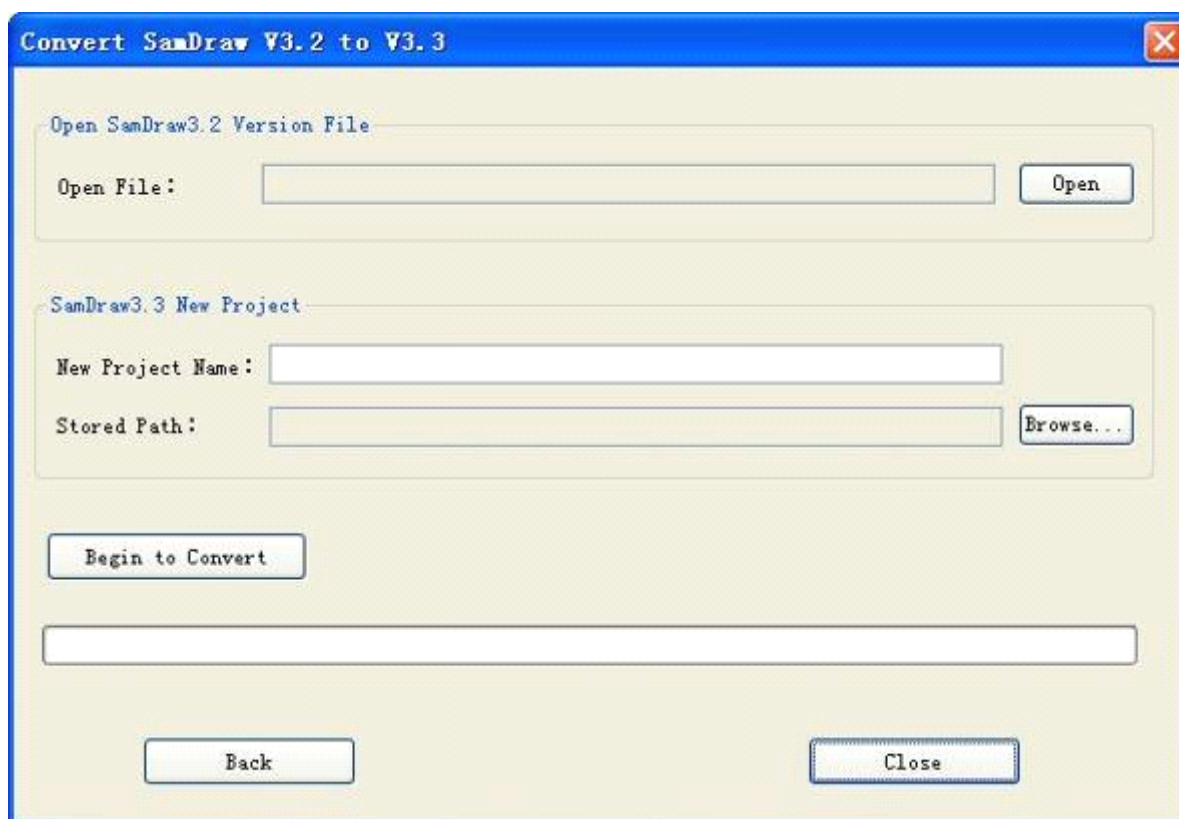 Convert SamDraw V3.2 to V3.3
Open SamDraw3.2 Version File
Open File: Open
SamDraw3.3 New Project
New Project Name:
Stored Path: Browse...
Begin to Convert
Back Close